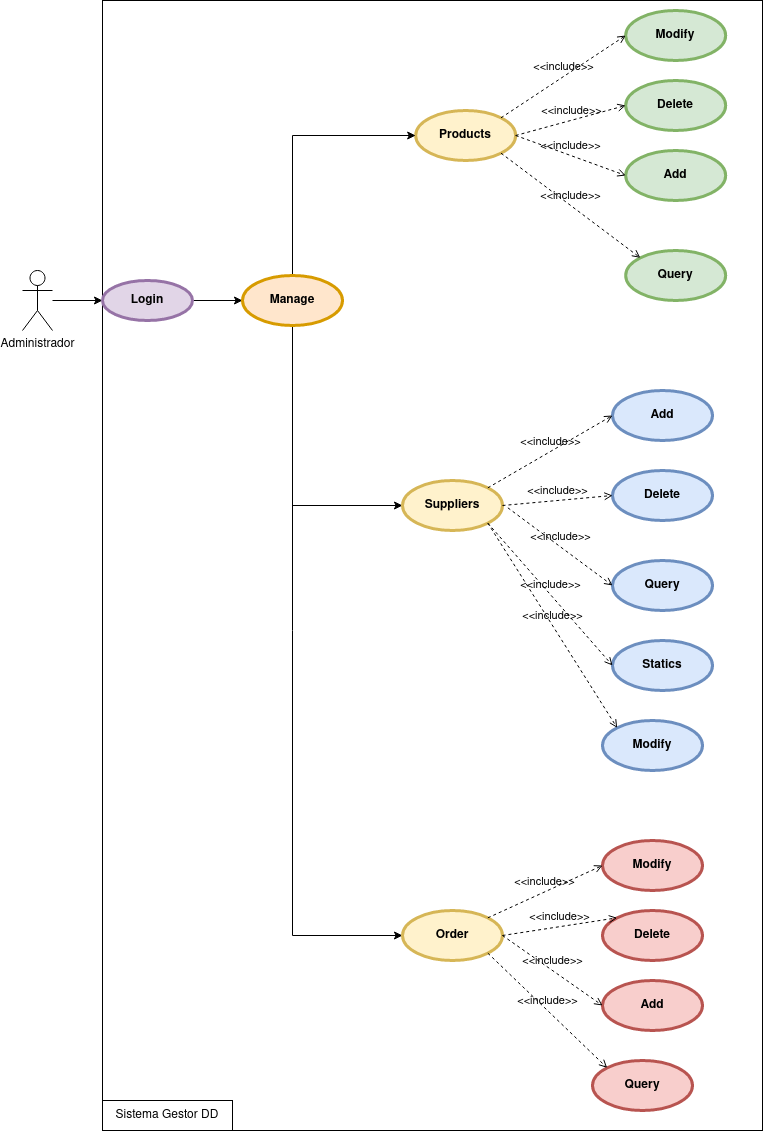 Modify
<<include>>
Delete
<<include>>
Products
<<include>>
Add
<<include>>
Query
Login
Manage
Administrador
Add
<<include>>
Delete
<<include>>
Suppliers
<<include>>
Query
<<include>>
<<include>>
Statics
Modify
Modify
<<include>>
Delete
<<include>>
Order
<<include>>
Add
<<include>>
Query
Sistema Gestor DD